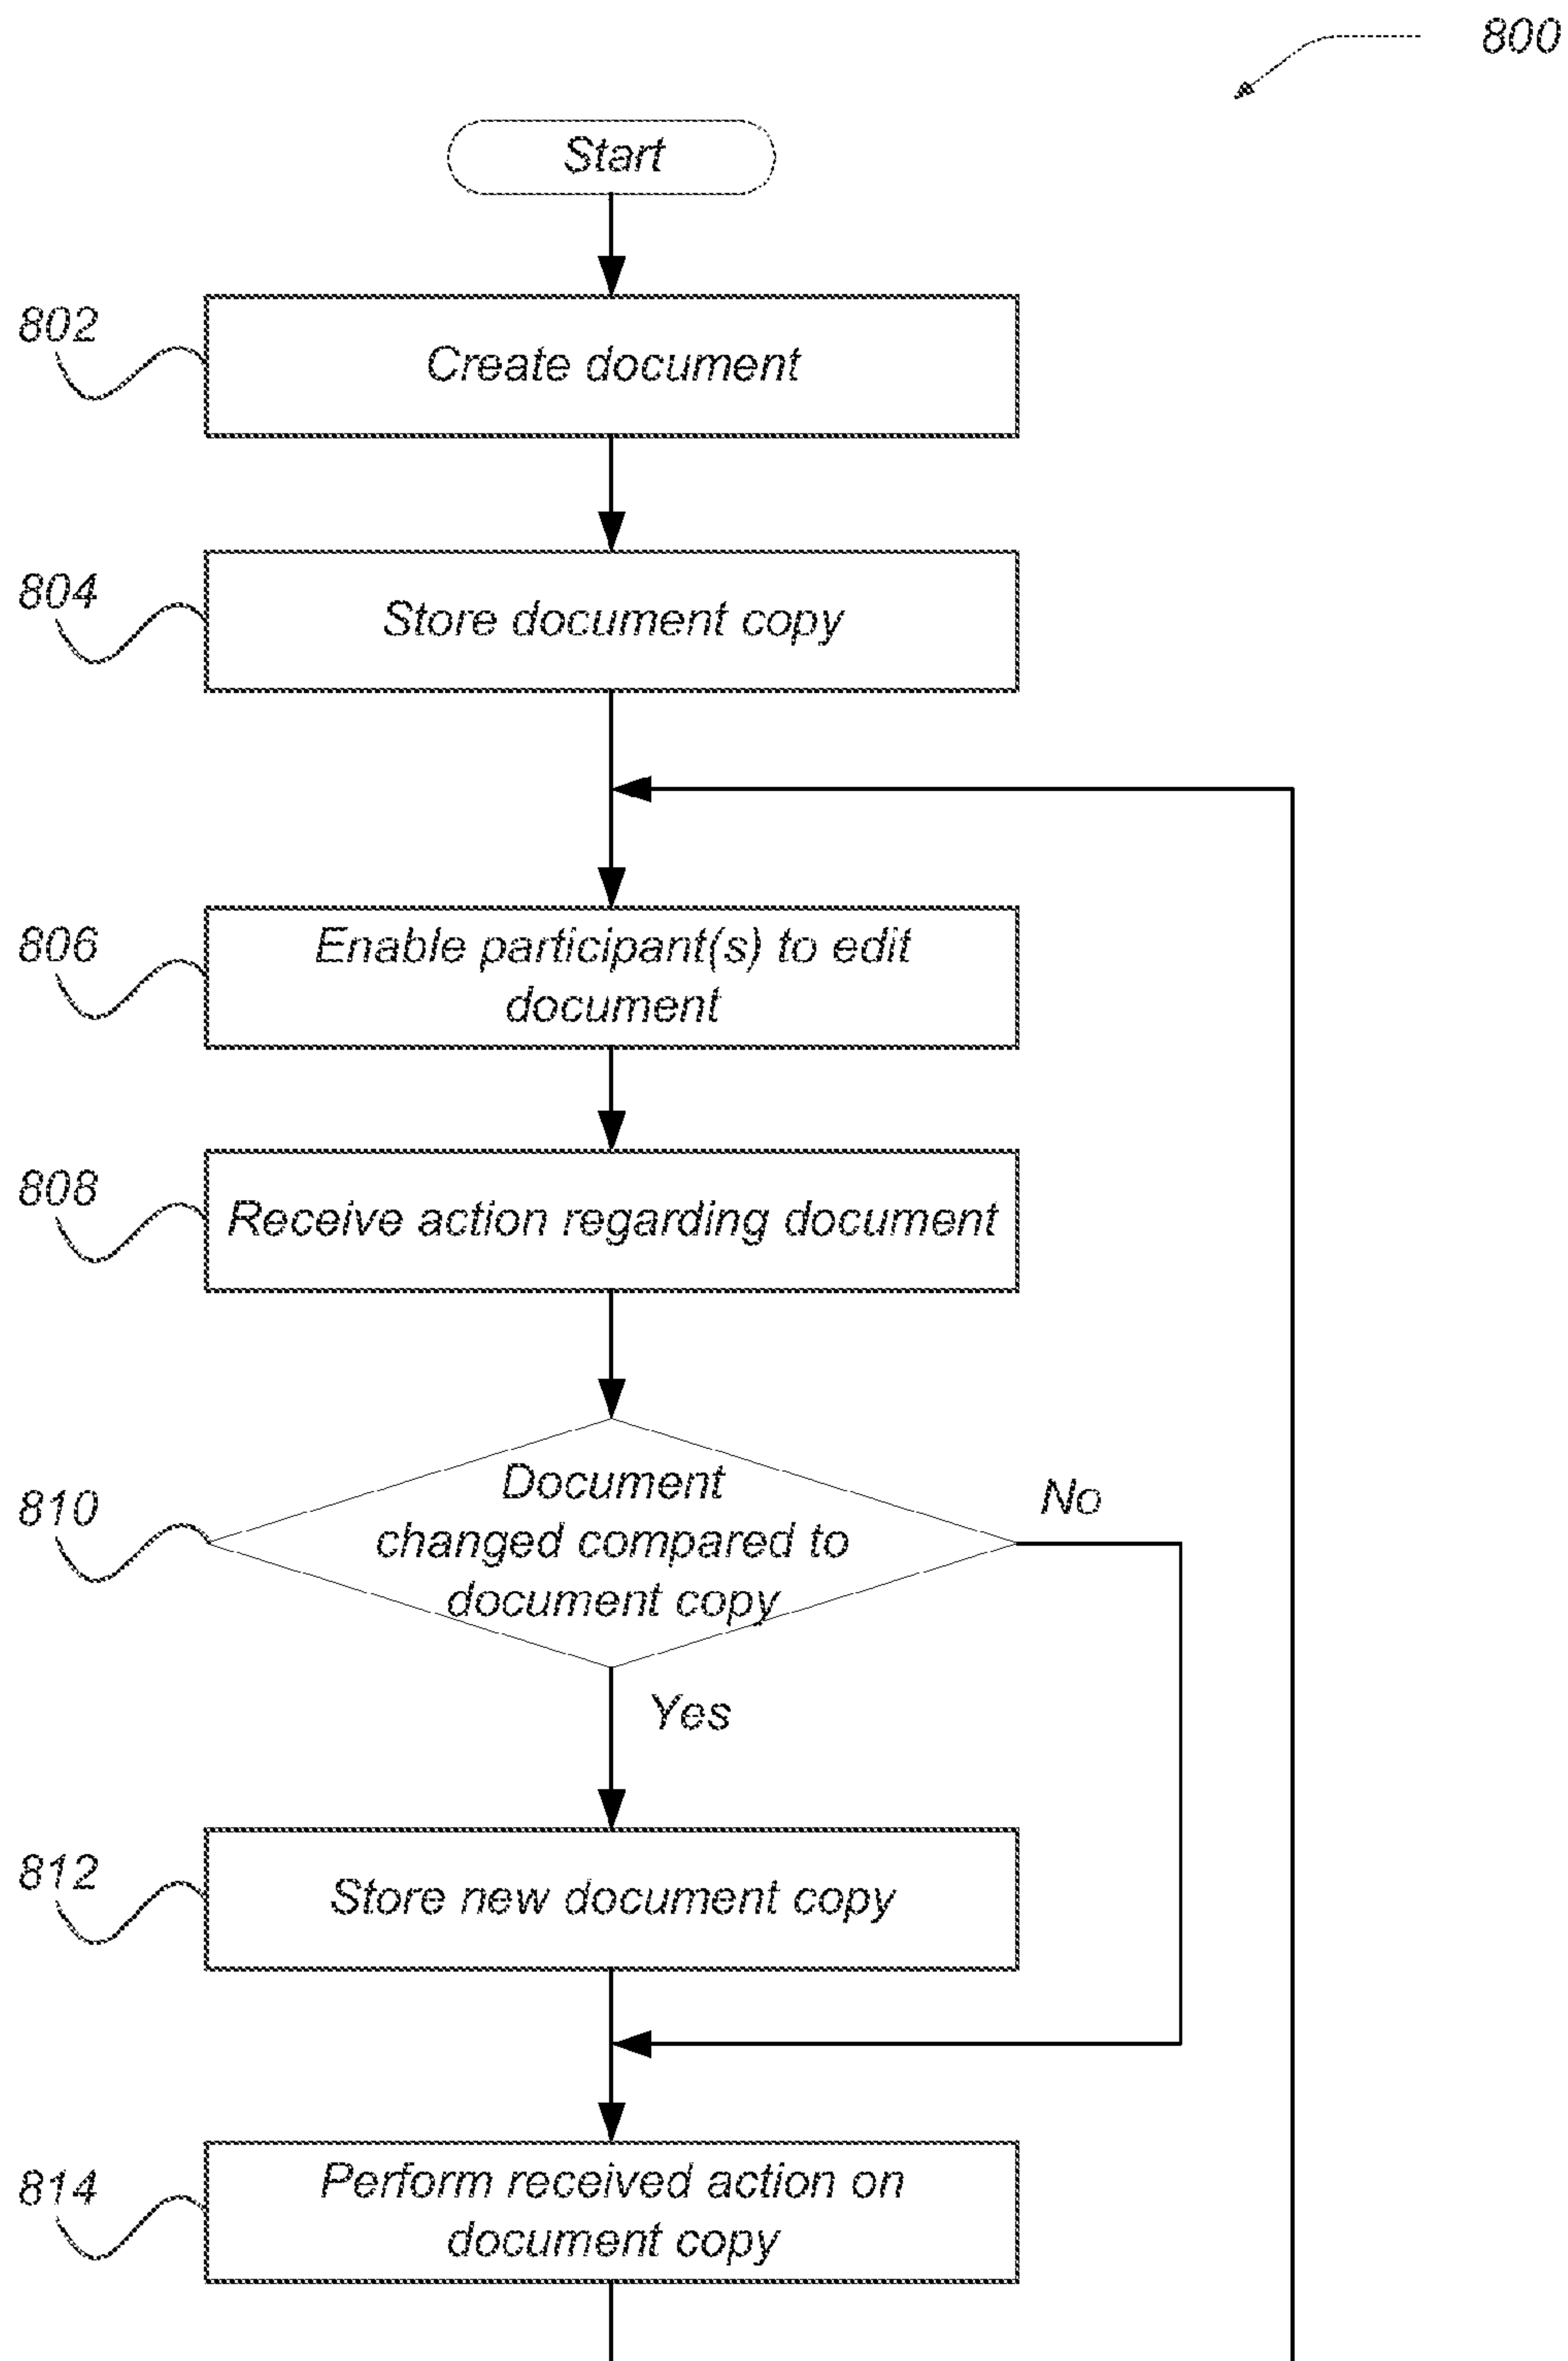 800
Start
802
Create document
804
Store document copy
806
Enable participant(s) to edit
document
808
Receive action regarding document
810
Document
changed compared to
document copy
No
Yes
812
Store new document copy
814
Perform received action on
document copy